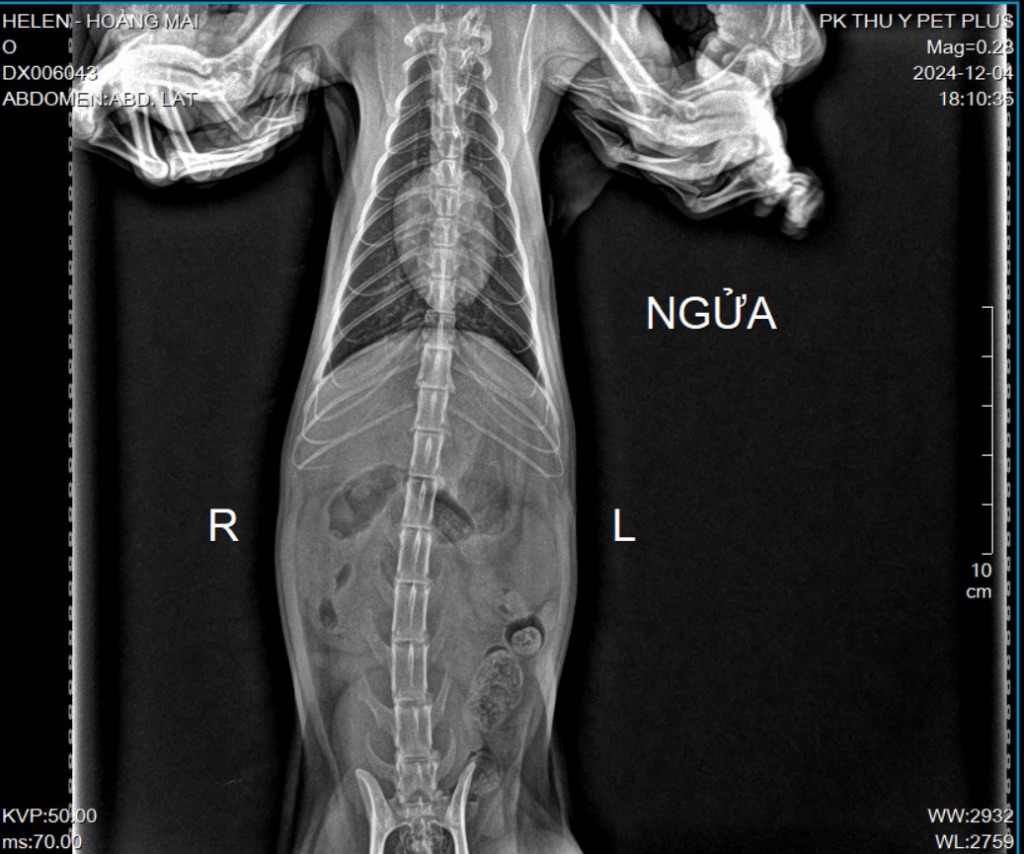 HELEN - HOÀNG MAI
O
DX006043
ABDOMEN:ABD. LAT
PK THU Y PET PLUS
Mag=0.28
2024-12-04
18:10:35
NGỬA
R
L
10
cm
KVP:50.00
ms:70.00
WW:2932
WL:2759